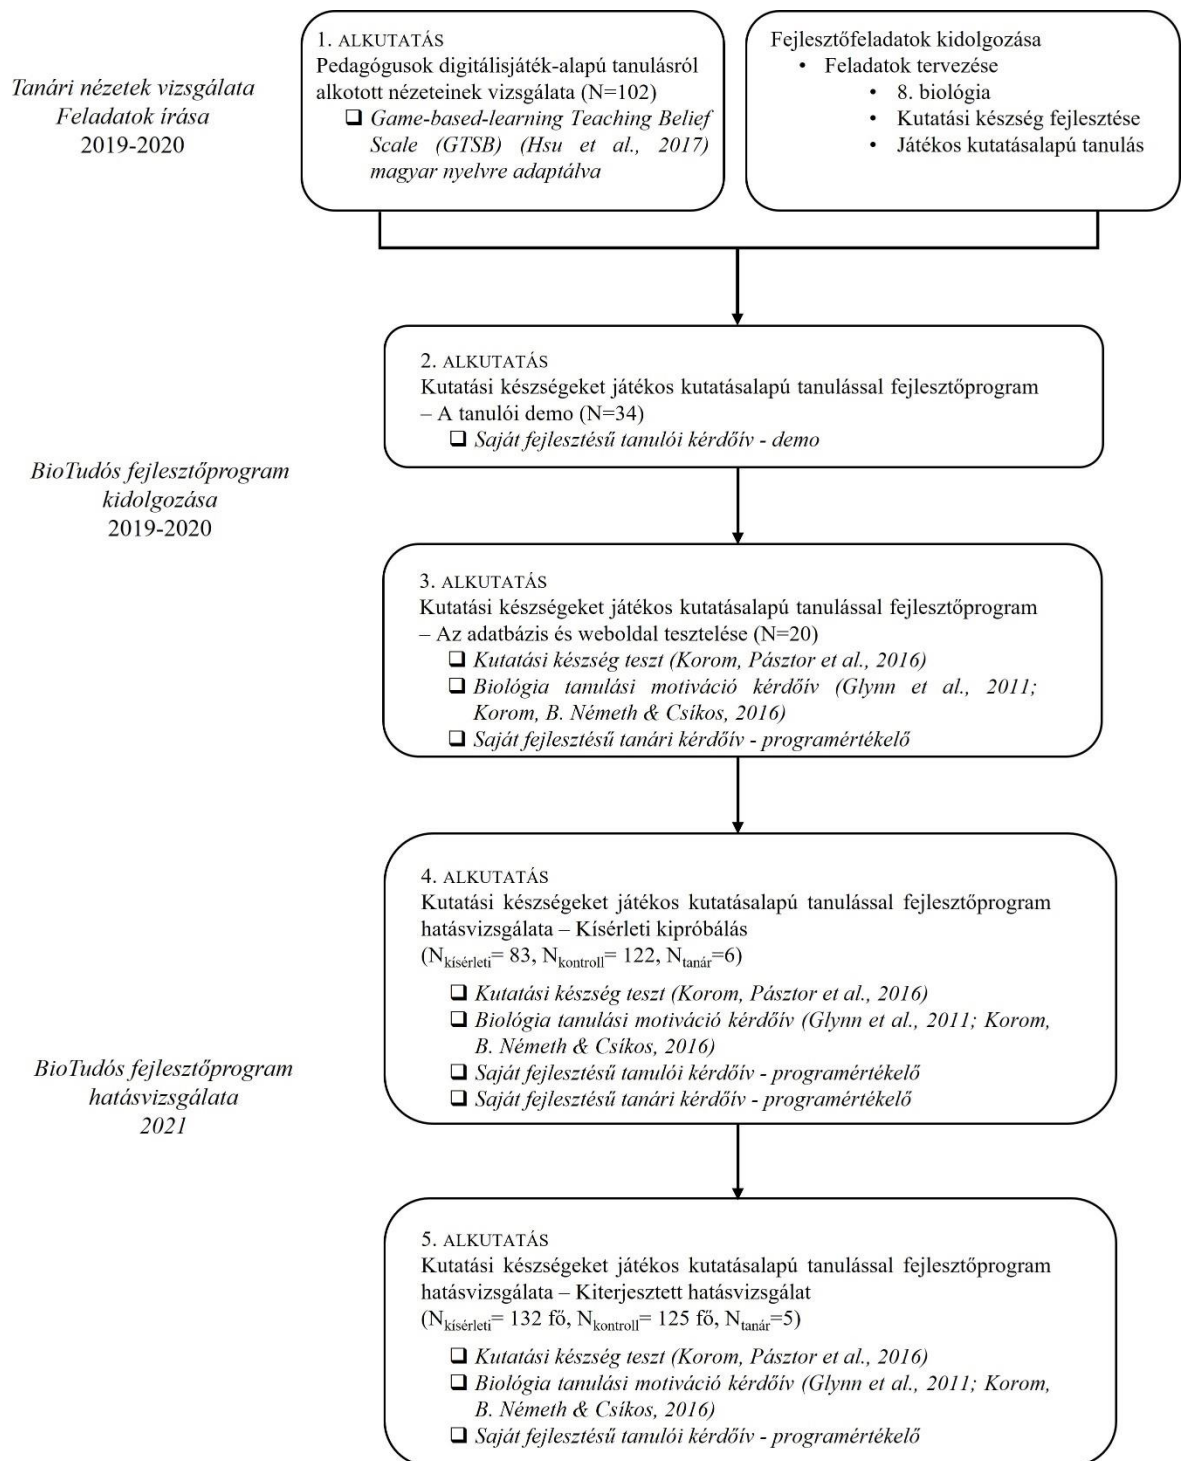 Tanári nézetek vizsgálata
Feladatok írása
2019-2020
1. ALKUTATÁS
Pedagógusok digitálisjáték-alapú tanulásról
alkotott nézeteinek vizsgálata (N=102)
❑ Game-based-learning Teaching Belief
Scale (GTSB) (Hsu et al., 2017)
magyar nyelvre adaptálva
Fejlesztőfeladatok kidolgozása
• Feladatok tervezése
• 8. biológia
• Kutatási készség fejlesztése
• Játékos kutatásalapú tanulás
BioTudós fejlesztőprogram
kidolgozása
2019-2020
2. ALKUTATÁS
Kutatási készségeket játékos kutatásalapú tanulással fejlesztőprogram
– A tanulói demo (N=34)
❑ Saját fejlesztésű tanulói kérdőív - demo
3. ALKUTATÁS
Kutatási készségeket játékos kutatásalapú tanulással fejlesztőprogram
– Az adatbázis és weboldal tesztelése (N=20)
❑ Kutatási készség teszt (Korom, Pásztor et al., 2016)
❑ Biológia tanulási motiváció kérdőív (Glynn et al., 2011;
Korom, B. Németh & Csíkos, 2016)
❑ Saját fejlesztésű tanári kérdőív - programértékelő
BioTudós fejlesztőprogram
hatásvizsgálata
2021
4. ALKUTATÁS
Kutatási készségeket játékos kutatásalapú tanulással fejlesztőprogram
hatásvizsgálata – Kísérleti kipróbálás
(Nkísérleti= 83, Nkontroll= 122, Ntanár=6)
❑ Kutatási készség teszt (Korom, Pásztor et al., 2016)
❑ Biológia tanulási motiváció kérdőív (Glynn et al., 2011; Korom,
B. Németh & Csíkos, 2016)
❑ Saját fejlesztésű tanulói kérdőív - programértékelő
❑ Saját fejlesztésű tanári kérdőív - programértékelő
5. ALKUTATÁS
Kutatási készségeket játékos kutatásalapú tanulással fejlesztőprogram
hatásvizsgálata – Kiterjesztett hatásvizsgálat
(Nkísérleti= 132 fő, Nkontroll= 125 fő, Ntanár=5)
❑ Kutatási készség teszt (Korom, Pásztor et al., 2016)
❑ Biológia tanulási motiváció kérdőív (Glynn et al., 2011; Korom,
B. Németh & Csíkos, 2016)
❑ Saját fejlesztésű tanulói kérdőív - programértékelő